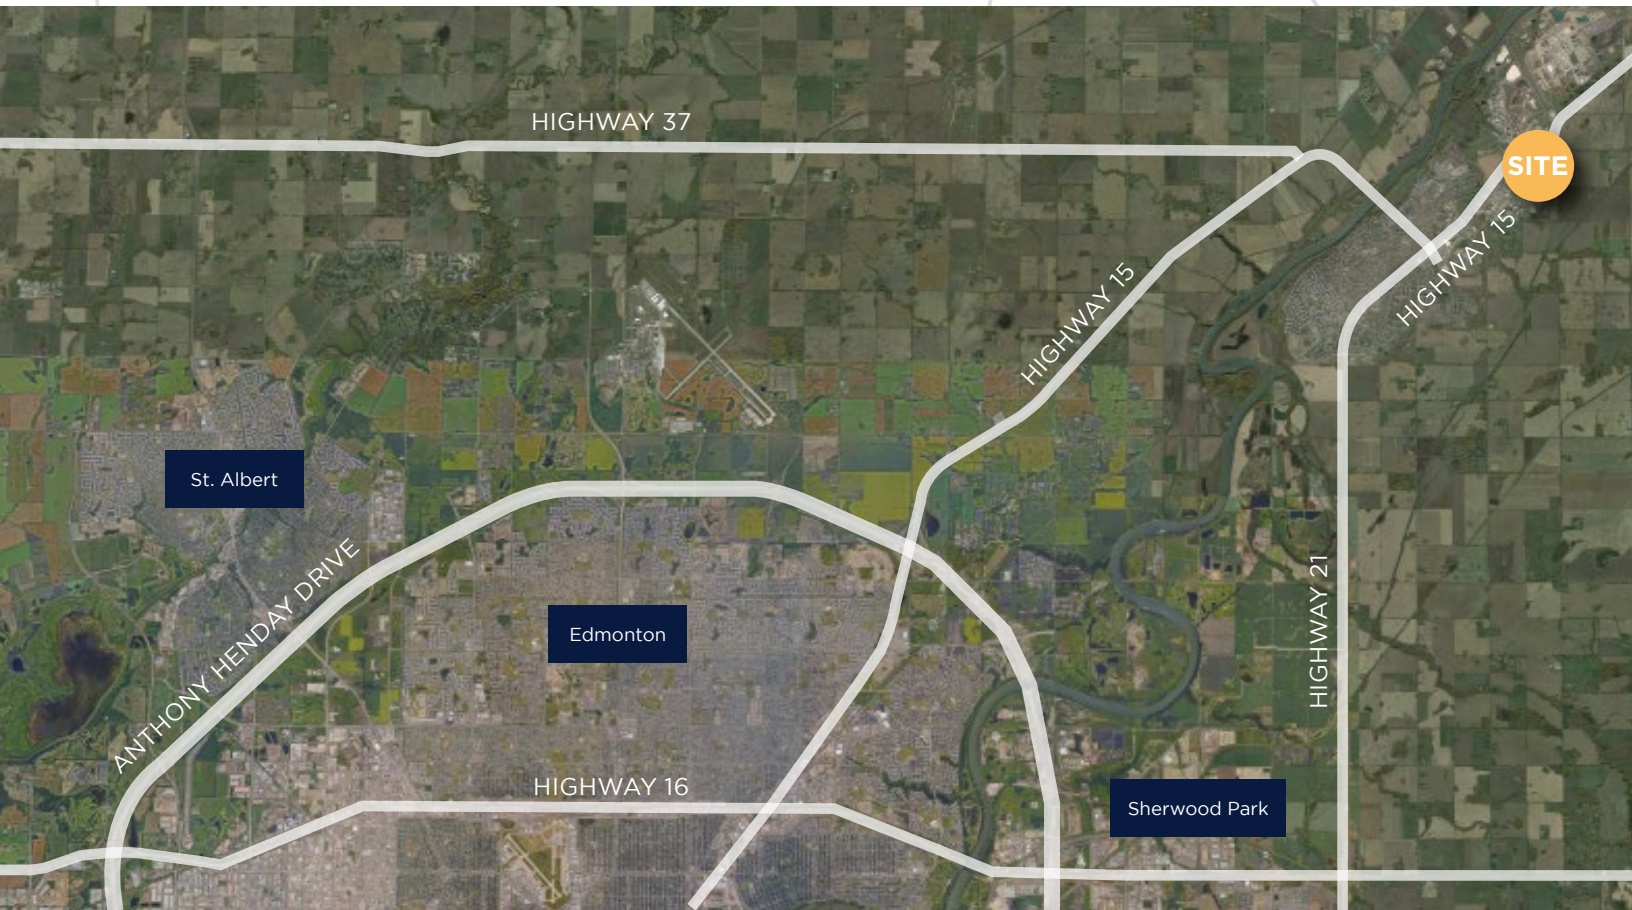 HIGHWAY 37
SITE
HIGHWAY 15
HIGHWAY 15
St. Albert
ANTHONY HENDAY DRIVE
Edmonton
HIGHWAY 21
HIGHWAY 16
Sherwood Park